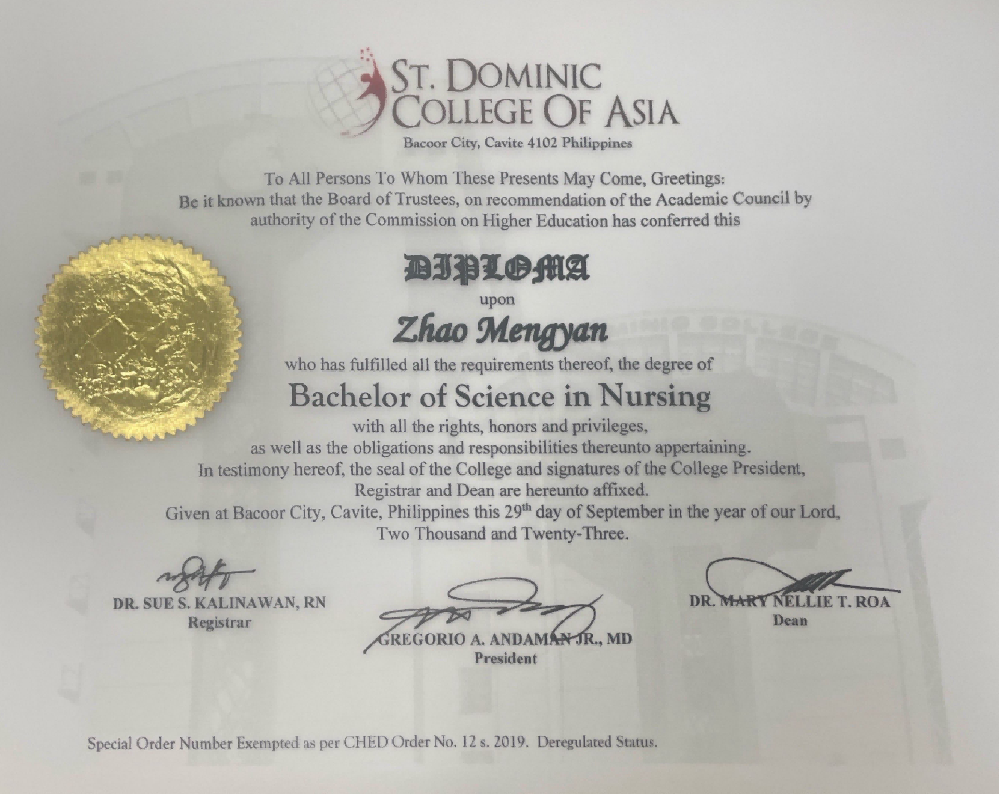 ST. DOMINIC
COLLEGE OF ASIA
Bacoor City, Cavite 4102 Philippines
To All Persons To Whom These Presents May Come, Greetings:
Be it known that the Board of Trustees, on recommendation of the Academic Council by
authority of the Commission on Higher Education has conferred this
DIPLOMA
upon
Zhao Mengyan
who has fulfilled all the requirements thereof, the degree of
Bachelor of Science in Nursing
with all the rights, honors and privileges,
as well as the obligations and responsibilities thereunto appertaining.
In testimony hereof, the seal of the College and signatures of the College President,
Registrar and Dean are hereunto affixed.
Given at Bacoor City, Cavite, Philippines this 29th day of September in the year of our Lord,
Two Thousand and Twenty-Three.
DR. SUE S. KALINAWAN, RN
Registrar
GREGORIO A. ANDAMAN JR., MD
President
DR. MARY NELLIE T. ROA
Dean
Special Order Number Exempted as per CHED Order No. 12 s. 2019. Deregulated Status.